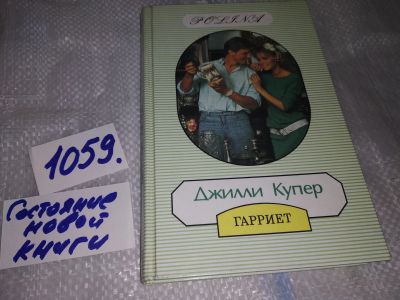 POLINA
Джилли Купер
ГАРРИЕТ
1059.
Состояние
новой
книги